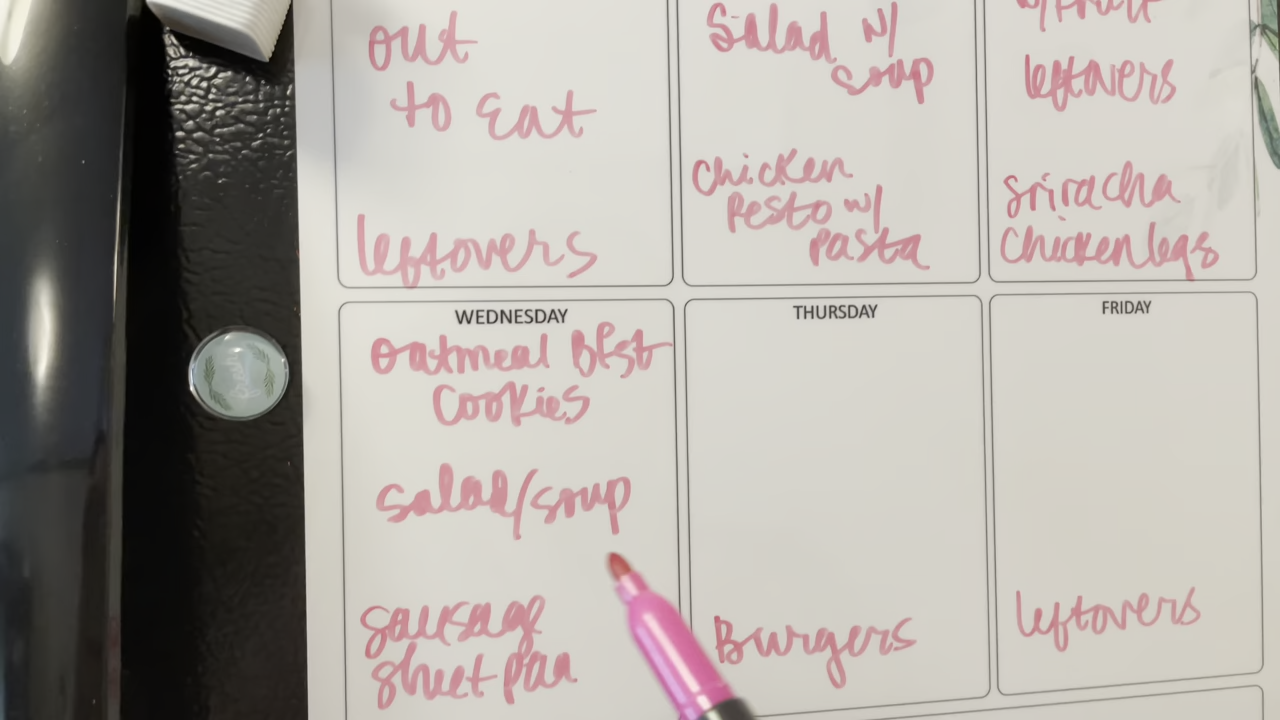 out
to Eat
leftovers
Salad w/
soup
Chicken
Pesto w/
pasta
w/Fruit
leftovers
Sriracha
Chicken legs
WEDNESDAY
Oatmeal Bfst
Cookies
Salad/soup
sausage
sheet pan
THURSDAY
Burgers
FRIDAY
leftovers